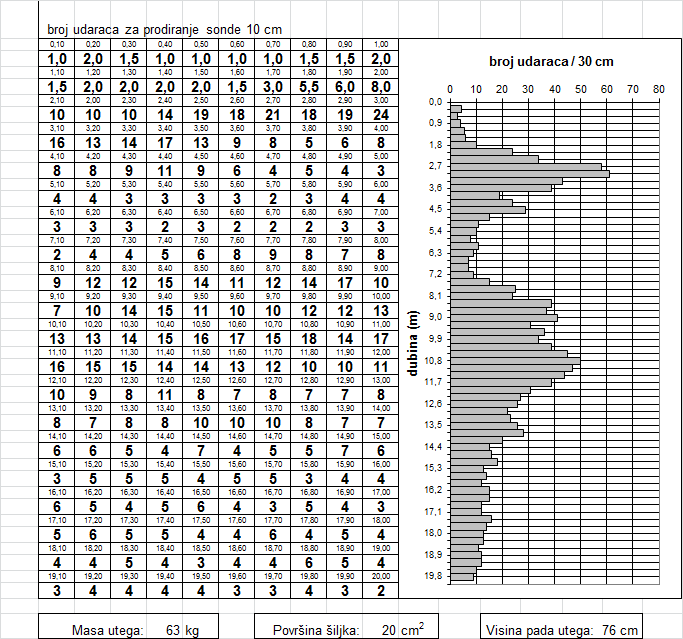 broj udaraca za prodiranje sonde 10 cm
0,10 0,20 0,30 0,40 0,50 0,60 0,70 0,80 0,90 1,00
1,0 2,0 1,5 1,0 1,0 1,0 1,0 1,5 1,5 2,0
1,10 1,20 1,30 1,40 1,50 1,60 1,70 1,80 1,90 2,00
1,5 2,0 2,0 2,0 2,0 1,5 3,0 5,5 6,0 8,0
2,10 2,00 2,30 2,40 2,50 2,60 2,70 2,80 2,90 3,00
10 10 10 14 19 18 21 18 19 24
3,10 3,20 3,30 3,40 3,50 3,60 3,70 3,80 3,90 4,00
16 13 14 17 13 9 8 5 6 8
4,10 4,20 4,30 4,40 4,50 4,60 4,70 4,80 4,90 5,00
8 8 9 11 9 6 4 5 4 3
5,10 5,20 5,30 5,40 5,50 5,60 5,70 5,80 5,90 6,00
4 4 3 3 3 3 2 3 4 4
6,10 6,20 6,30 6,40 6,50 6,60 6,70 6,80 6,90 7,00
3 3 3 2 3 2 2 2 3 3
7,10 7,20 7,30 7,40 7,50 7,60 7,70 7,80 7,90 8,00
2 4 4 5 6 8 9 8 7 8
8,10 8,20 8,30 8,40 8,50 8,60 8,70 8,80 8,90 9,00
9 12 12 15 14 11 12 14 17 10
9,10 9,20 9,30 9,40 9,50 9,60 9,70 9,80 9,90 10,00
7 10 14 15 11 10 10 12 12 13
10,10 10,20 10,30 10,40 10,50 10,60 10,70 10,80 10,90 11,00
13 13 14 15 16 17 15 18 14 17
11,10 11,20 11,30 11,40 11,50 11,60 11,70 11,80 11,90 12,00
16 15 15 14 14 13 12 10 10 11
12,10 12,20 12,30 12,40 12,50 12,60 12,70 12,80 12,90 13,00
10 9 8 11 8 7 8 7 7 8
13,10 13,20 13,30 13,40 13,50 13,60 13,70 13,80 13,90 14,00
8 7 8 8 10 10 10 8 7 7
14,10 14,20 14,30 14,40 14,50 14,60 14,70 14,80 14,90 15,00
6 6 5 4 7 4 5 5 7 6
15,10 15,20 15,30 15,40 15,50 15,60 15,70 15,80 15,90 16,00
3 5 5 5 4 5 5 3 4 4
16,10 16,20 16,30 16,40 16,50 16,60 16,70 16,80 16,90 17,00
6 5 4 5 6 4 3 5 4 3
17,10 17,20 17,30 17,40 17,50 17,60 17,70 17,80 17,90 18,00
5 6 5 5 4 4 6 4 5 4
18,10 18,20 18,30 18,40 18,50 18,60 18,70 18,80 18,90 19,00
4 4 5 4 3 4 4 6 5 4
19,10 19,20 19,30 19,40 19,50 19,60 19,70 19,80 19,90 20,00
3 4 4 4 4 3 4 4 3 2
broj udaraca / 30 cm
0 10 20 30 40 50 60 70 80
0,0
0,9
1,8
2,7
3,6
4,5
5,4
6,3
7,2
8,1
9,0
9,9
10,8
11,7
12,6
13,5
14,4
15,3
16,2
17,1
18,0
18,9
19,8
dubina (m)
Masa utega: 63 kg
Površina šiljka: 20 cm²
Visina pada utega: 76 cm